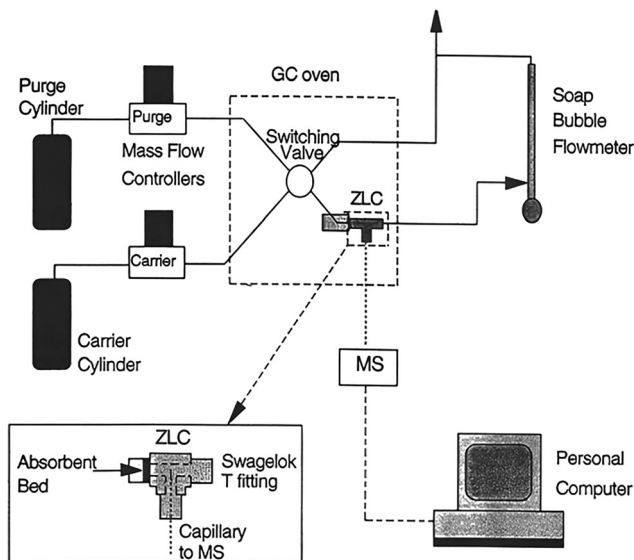 GC oven
Purge
Cylinder
Purge
Mass Flow
Controllers
Switching
Valve
Soap
Bubble
Flowmeter
ZLC
Carrier
Carrier
Cylinder
MS
ZLC
Absorbent
Bed
Swagelok
T fitting
Capillary
to MS
Personal
Computer